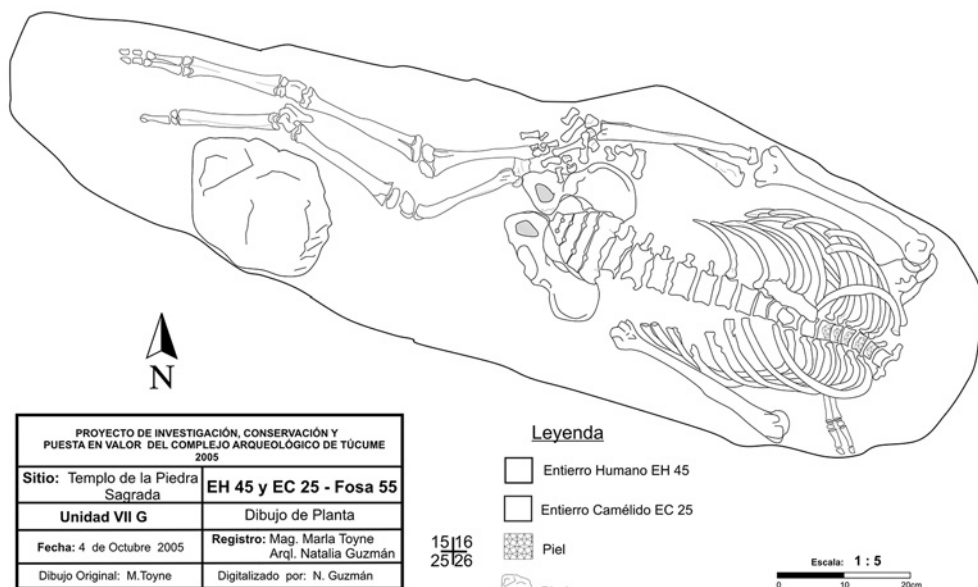 N
PROYECTO DE INVESTIGACIÓN, CONSERVACIÓN Y
PUESTA EN VALOR DEL COMPLEJO ARQUEOLÓGICO DE TÚCUME
2005
Sitio: Templo de la Piedra
Sagrada
EH 45 y EC 25 - Fosa 55
Unidad VII G
Dibujo de Planta
Fecha: 4 de Octubre 2005
Registro: Mag. Marla Toyne
Arql. Natalia Guzmán
Dibujo Original: M.Toyne
Digitalizado por: N. Guzmán
15 16
25 26
Leyenda
Entierro Humano EH 45
Entierro Camélido EC 25
Piel
Escala: 1 : 5
0 10 20cm